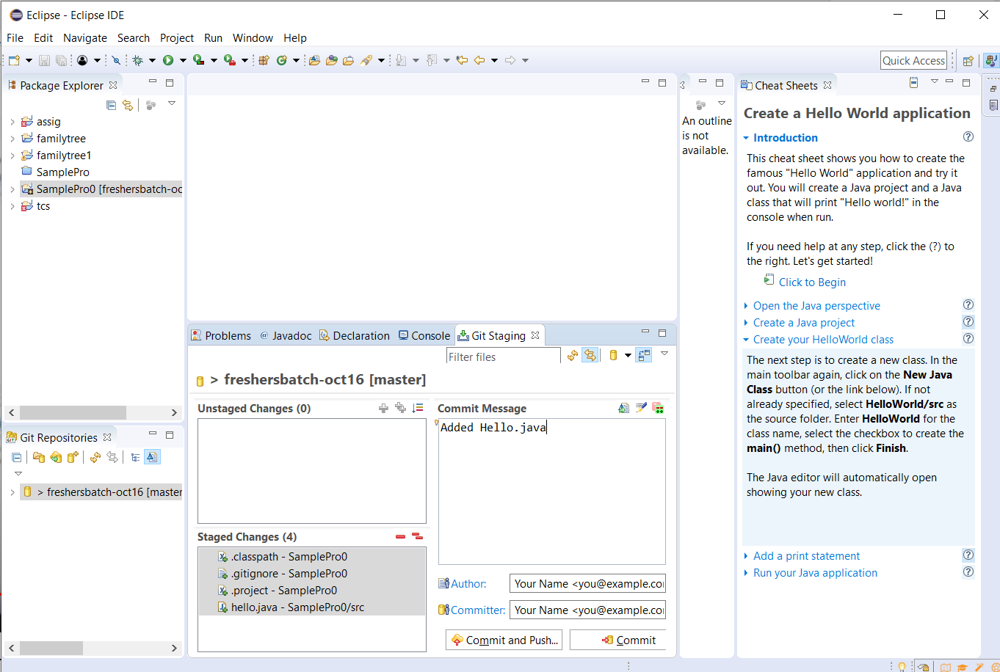 Eclipse - Eclipse IDE
File Edit Navigate Search Project Run Window Help
Quick Access
Package Explorer
assig
familytree
familytree1
SamplePro
SamplePro0 [freshersbatch-oc
tcs
Git Repositories
> freshersbatch-oct16 [master
An outline
is not
available.
Problems Javadoc Declaration Console Git Staging
Filter files
> freshersbatch-oct16 [master]
Unstaged Changes (0)
Staged Changes (4)
.classpath - SamplePro0
.gitignore - SamplePro0
.project - SamplePro0
hello.java - SamplePro0/src
Commit Message
Added Hello.java
Author: Your Name <you@example.co
Committer: Your Name <you@example.co
Commit and Push... Commit
Cheat Sheets
Create a Hello World application
Introduction
This cheat sheet shows you how to create the
famous "Hello World" application and try it
out. You will create a Java project and a Java
class that will print "Hello world!" in the
console when run.
If you need help at any step, click the (?) to
the right. Let's get started!
Click to Begin
Open the Java perspective
Create a Java project
Create your HelloWorld class
The next step is to create a new class. In the
main toolbar again, click on the New Java
Class button (or the link below). If not
already specified, select HelloWorld/src as
the source folder. Enter HelloWorld for the
class name, select the checkbox to create the
main() method, then click Finish.
The Java editor will automatically open
showing your new class.
Add a print statement
Run your Java application